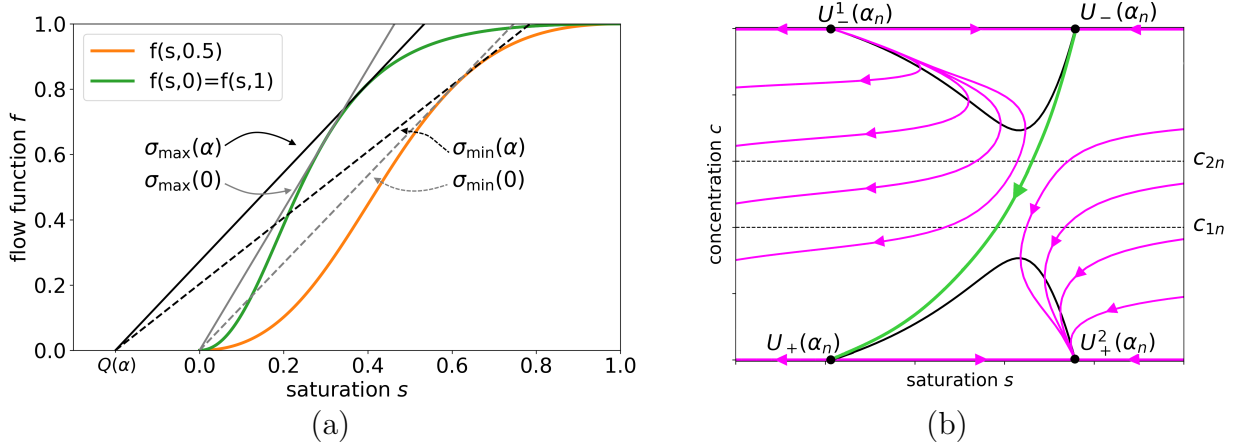 flow function f
1.0
0.8
0.6
0.4
0.2
0.0
f(s,0.5)
f(s,0)=f(s,1)
σmax(α)
σmax(0)
σmin(α)
σmin(0)
Q(α)
0.0
0.2
0.4
0.6
0.8
1.0
saturation s
(a)
concentration c
U¹₋(αₙ)
U₋(αₙ)
c₂ₙ
c₁ₙ
U₊(αₙ)
U²₊(αₙ)
saturation s
(b)